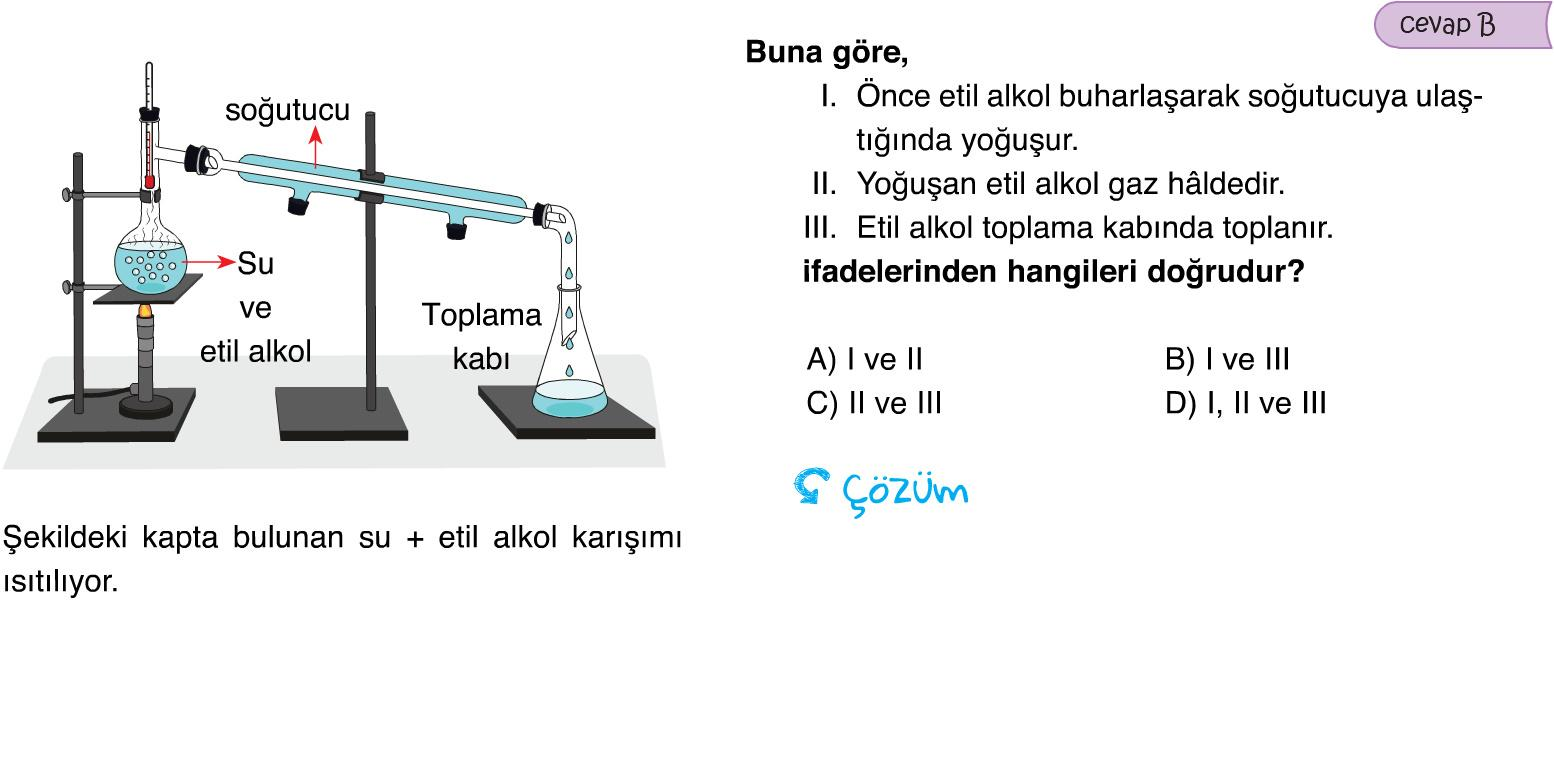 soğutucu
Su
ve
etil alkol
Toplama
kabı
Şekildeki kapta bulunan su + etil alkol karışımı
ısıtılıyor.
cevap B
Buna göre,
I. Önce etil alkol buharlaşarak soğutucuya ulaş-
tığında yoğuşur.
II. Yoğuşan etil alkol gaz hâldedir.
III. Etil alkol toplama kabında toplanır.
ifadelerinden hangileri doğrudur?
A) I ve II B) I ve III
C) II ve III D) I, II ve III
Çözüm